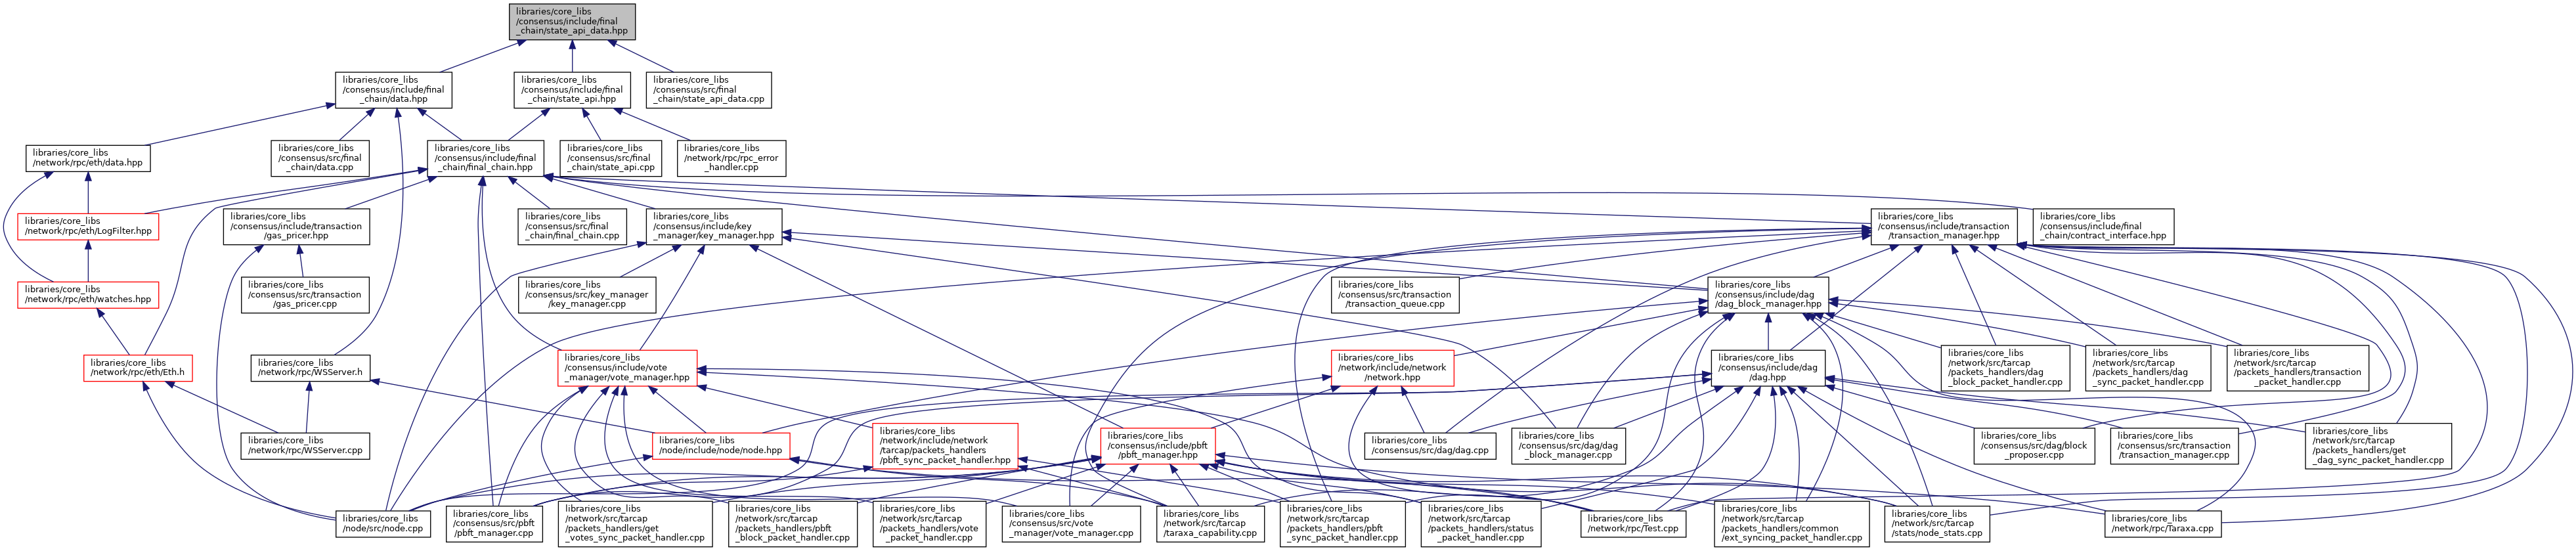 libraries/core_libs
/consensus/include/final
_chain/state_api_data.hpp
libraries/core_libs
/consensus/include/final
_chain/data.hpp
libraries/core_libs
/consensus/include/final
_chain/state_api.hpp
libraries/core_libs
/consensus/src/final
_chain/state_api_data.cpp
libraries/core_libs
/network/rpc/eth/data.hpp
libraries/core_libs
/consensus/src/final
_chain/data.cpp
libraries/core_libs
/consensus/include/final
_chain/final_chain.hpp
libraries/core_libs
/consensus/src/final
_chain/state_api.cpp
libraries/core_libs
/network/rpc/rpc_error
_handler.cpp
libraries/core_libs
/network/rpc/eth/LogFilter.hpp
libraries/core_libs
/consensus/include/transaction
/gas_pricer.hpp
libraries/core_libs
/consensus/src/final
_chain/final_chain.cpp
libraries/core_libs
/consensus/include/key
_manager/key_manager.hpp
libraries/core_libs
/consensus/include/transaction
/transaction_manager.hpp
libraries/core_libs
/consensus/include/final
_chain/contract_interface.hpp
libraries/core_libs
/network/rpc/eth/watches.hpp
libraries/core_libs
/consensus/src/transaction
/gas_pricer.cpp
libraries/core_libs
/consensus/src/key_manager
/key_manager.cpp
libraries/core_libs
/consensus/src/transaction
/transaction_queue.cpp
libraries/core_libs
/consensus/include/dag
/dag_block_manager.hpp
libraries/core_libs
/network/rpc/eth/Eth.h
libraries/core_libs
/network/rpc/WSServer.h
libraries/core_libs
/consensus/include/vote
_manager/vote_manager.hpp
libraries/core_libs
/network/include/network
/network.hpp
libraries/core_libs
/consensus/include/dag
/dag.hpp
libraries/core_libs
/network/src/tarcap
/packets_handlers/dag
_block_packet_handler.cpp
libraries/core_libs
/network/src/tarcap
/packets_handlers/dag
_sync_packet_handler.cpp
libraries/core_libs
/network/src/tarcap
/packets_handlers/transaction
_packet_handler.cpp
libraries/core_libs
/network/rpc/WSServer.cpp
libraries/core_libs
/node/include/node/node.hpp
libraries/core_libs
/network/include/network
/tarcap/packets_handlers
/pbft_sync_packet_handler.hpp
libraries/core_libs
/consensus/include/pbft
/pbft_manager.hpp
libraries/core_libs
/consensus/src/dag/dag.cpp
libraries/core_libs
/consensus/src/dag/dag
_block_manager.cpp
libraries/core_libs
/consensus/src/dag/block
_proposer.cpp
libraries/core_libs
/consensus/src/transaction
/transaction_manager.cpp
libraries/core_libs
/network/src/tarcap
/packets_handlers/get
_dag_sync_packet_handler.cpp
libraries/core_libs
/node/src/node.cpp
libraries/core_libs
/consensus/src/pbft
/pbft_manager.cpp
libraries/core_libs
/network/src/tarcap
/packets_handlers/get
_votes_sync_packet_handler.cpp
libraries/core_libs
/network/src/tarcap
/packets_handlers/pbft
_block_packet_handler.cpp
libraries/core_libs
/network/src/tarcap
/packets_handlers/vote
_packet_handler.cpp
libraries/core_libs
/consensus/src/vote
_manager/vote_manager.cpp
libraries/core_libs
/network/src/tarcap
/taraxa_capability.cpp
libraries/core_libs
/network/src/tarcap
/packets_handlers/pbft
_sync_packet_handler.cpp
libraries/core_libs
/network/src/tarcap
/packets_handlers/status
_packet_handler.cpp
libraries/core_libs
/network/rpc/Test.cpp
libraries/core_libs
/network/src/tarcap
/packets_handlers/common
/ext_syncing_packet_handler.cpp
libraries/core_libs
/network/src/tarcap
/stats/node_stats.cpp
libraries/core_libs
/network/rpc/Taraxa.cpp